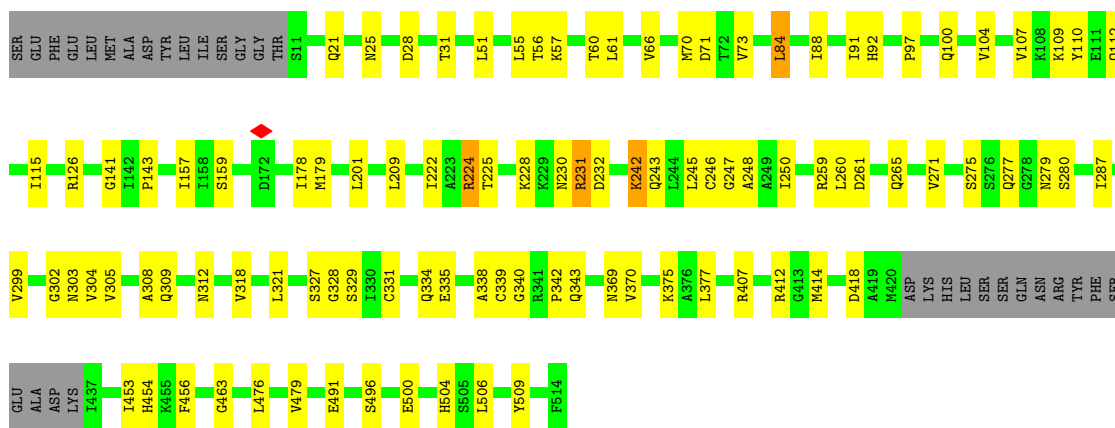 SER GLU PHE GLU LEU MET ALA ASP TYR LEU ILE SER GLY GLY THR S11 Q21 N25 D28 T31 L51 L55 T56 K57 T60 L61 V66 M70 D71 T72 V73 L84 I88 I91 H92 P97 Q100 V104 V107 K108 K109 Y110 E111
I115 R126 G141 I142 P143 I157 I158 S159 D172 I178 M179 L201 L209 I222 A223 R224 T225 K228 K229 N230 R231 D232 K242 Q243 L244 L245 C246 G247 A248 A249 I250 R259 L260 D261 Q265 V271 S275 S276 Q277 G278 N279 S280 I287
V299 G302 N303 V304 V305 A308 Q309 N312 V318 L321 S327 G328 S329 I330 C331 Q334 E335 A338 C339 G340 R341 P342 Q343 N369 V370 K375 A376 L377 R407 R412 G413 M414 D418 A419 M420 ASP LYS HIS LEU SER SER GLN ASN ARG TYR PHE SER
GLU ALA ASP LYS I437 I453 H454 K455 F456 G463 L476 V479 E491 S496 E500 H504 S505 L506 Y509 F514